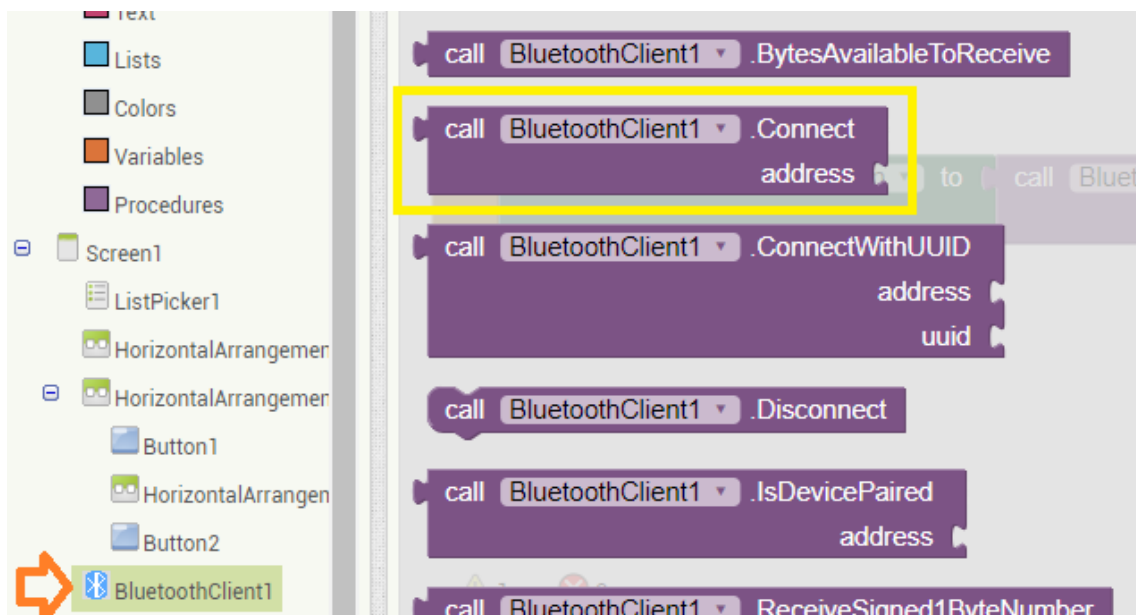 Text
Lists
Colors
Variables
Procedures
Screen1
ListPicker1
HorizontalArrangemen
HorizontalArrangemen
Button1
HorizontalArrangen
Button2
BluetoothClient1
call BluetoothClient1 .BytesAvailableToReceive
call BluetoothClient1 .Connect
address
to call Bluet
call BluetoothClient1 .ConnectWithUUID
address
uuid
call BluetoothClient1 .Disconnect
call BluetoothClient1 .IsDevicePaired
address
call BluetoothClient1 .ReceiveSigned1ByteNumber